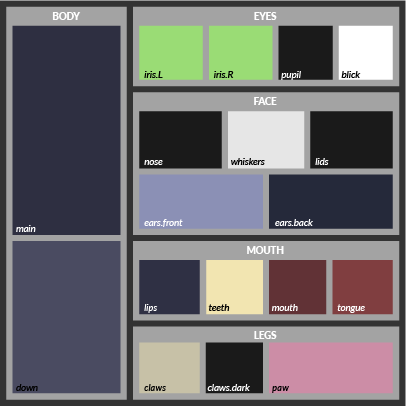 BODY
main
down
EYES
iris.L
iris.R
pupil
blick
FACE
nose
whiskers
lids
ears.front
ears.back
MOUTH
lips
teeth
mouth
tongue
LEGS
claws
claws.dark
paw